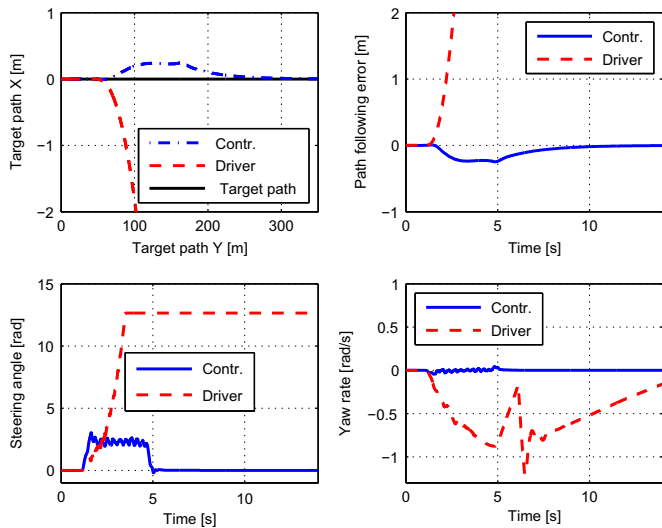 Target path X [m]
1
0
−1
−2
0
100
200
300
Target path Y [m]
Contr.
Driver
Target path
Path following error [m]
2
1
0
−1
0
5
10
Time [s]
Contr.
Driver
Steering angle [rad]
15
10
5
0
0
5
10
Time [s]
Contr.
Driver
Yaw rate [rad/s]
1
0.5
0
−0.5
−1
0
5
10
Time [s]
Contr.
Driver